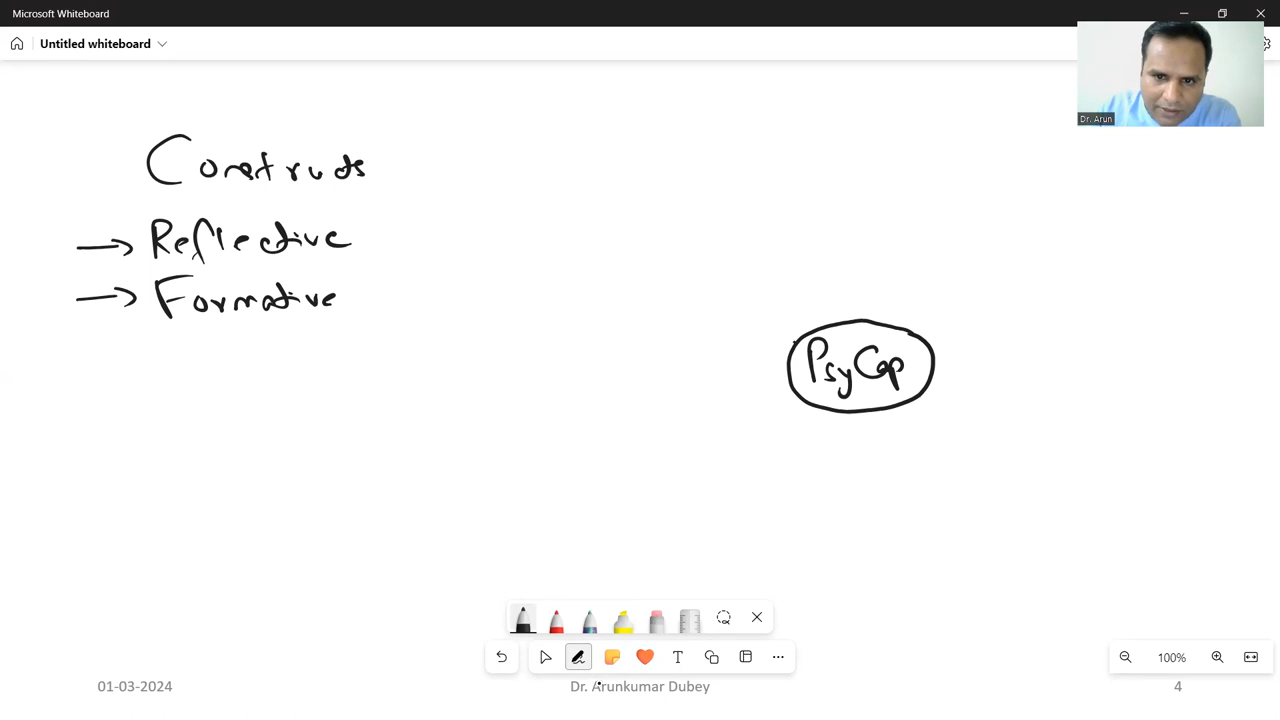 Microsoft Whiteboard
Untitled whiteboard
Dr. Arun
Constructs
→ Reflective
→ Formative
PsyCap
T
100%
01-03-2024
Dr. Arunkumar Dubey
4